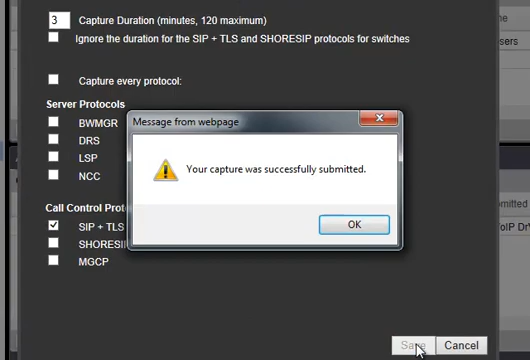 3 Capture Duration (minutes, 120 maximum)
Ignore the duration for the SIP + TLS and SHORESIP protocols for switches
Capture every protocol:
Server Protocols
BWMGR
DRS
LSP
NCC
Call Control
SIP + TLS
MGCP
Message from webpage
Your capture was successfully submitted.
OK
Save Cancel